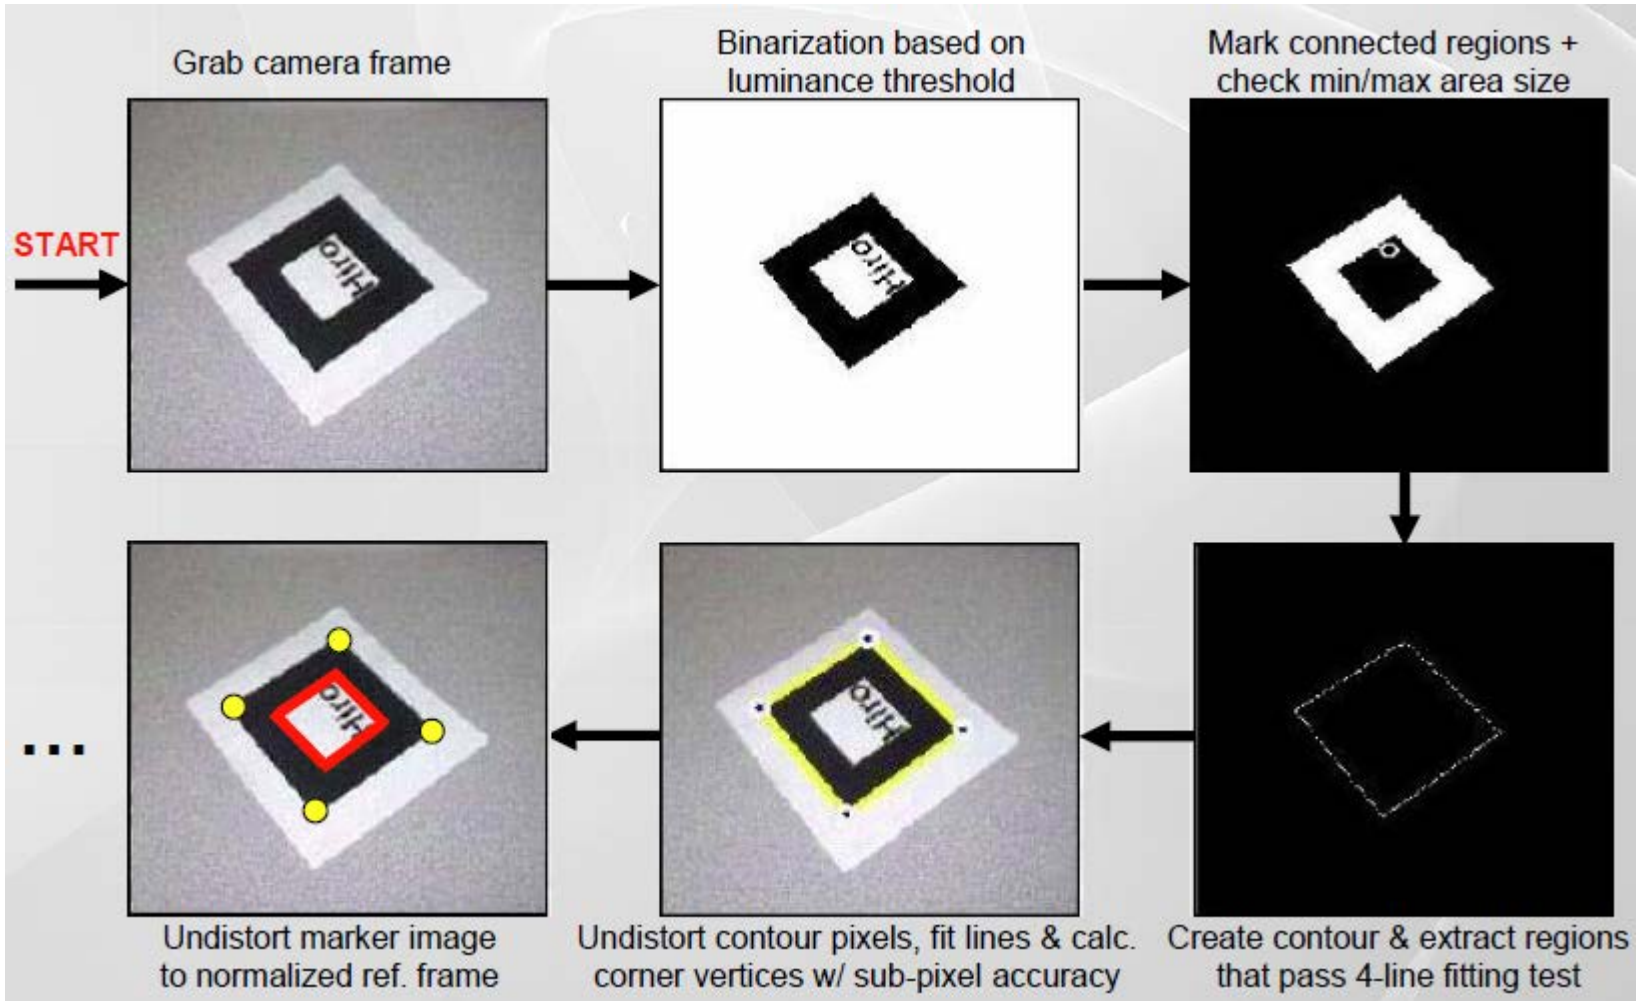 Grab camera frame
Binarization based on
luminance threshold
Mark connected regions +
check min/max area size
START
Hiro
Hiro
Create contour & extract regions
that pass 4-line fitting test
Undistort contour pixels, fit lines & calc.
corner vertices w/ sub-pixel accuracy
Hiro
Undistort marker image
to normalized ref. frame
Hiro
...